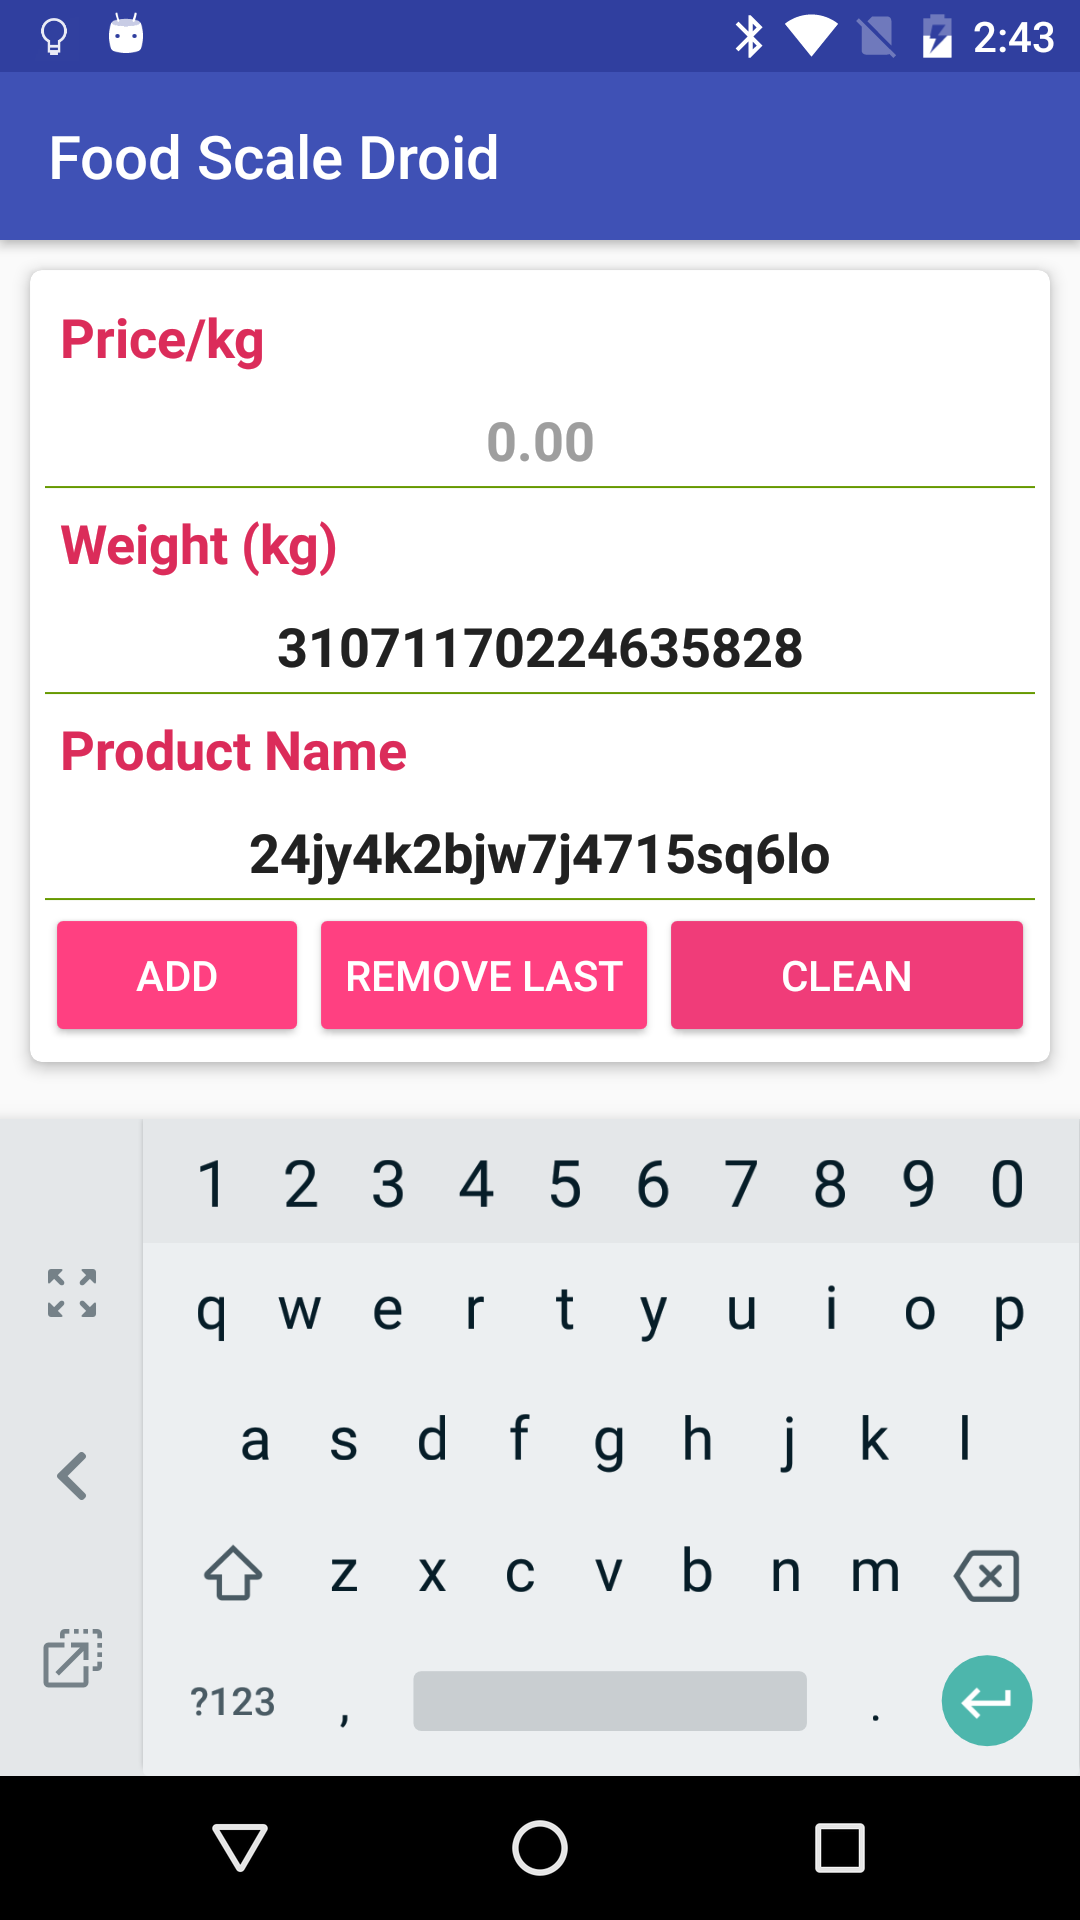 2:43
Food Scale Droid
Price/kg
0.00
Weight (kg)
31071170224635828
Product Name
24jy4k2bjw7j4715sq6lo
ADD REMOVE LAST CLEAN
1 2 3 4 5 6 7 8 9 0
q w e r t y u i o p
a s d f g h j k l
z x c v b n m
?123 , .